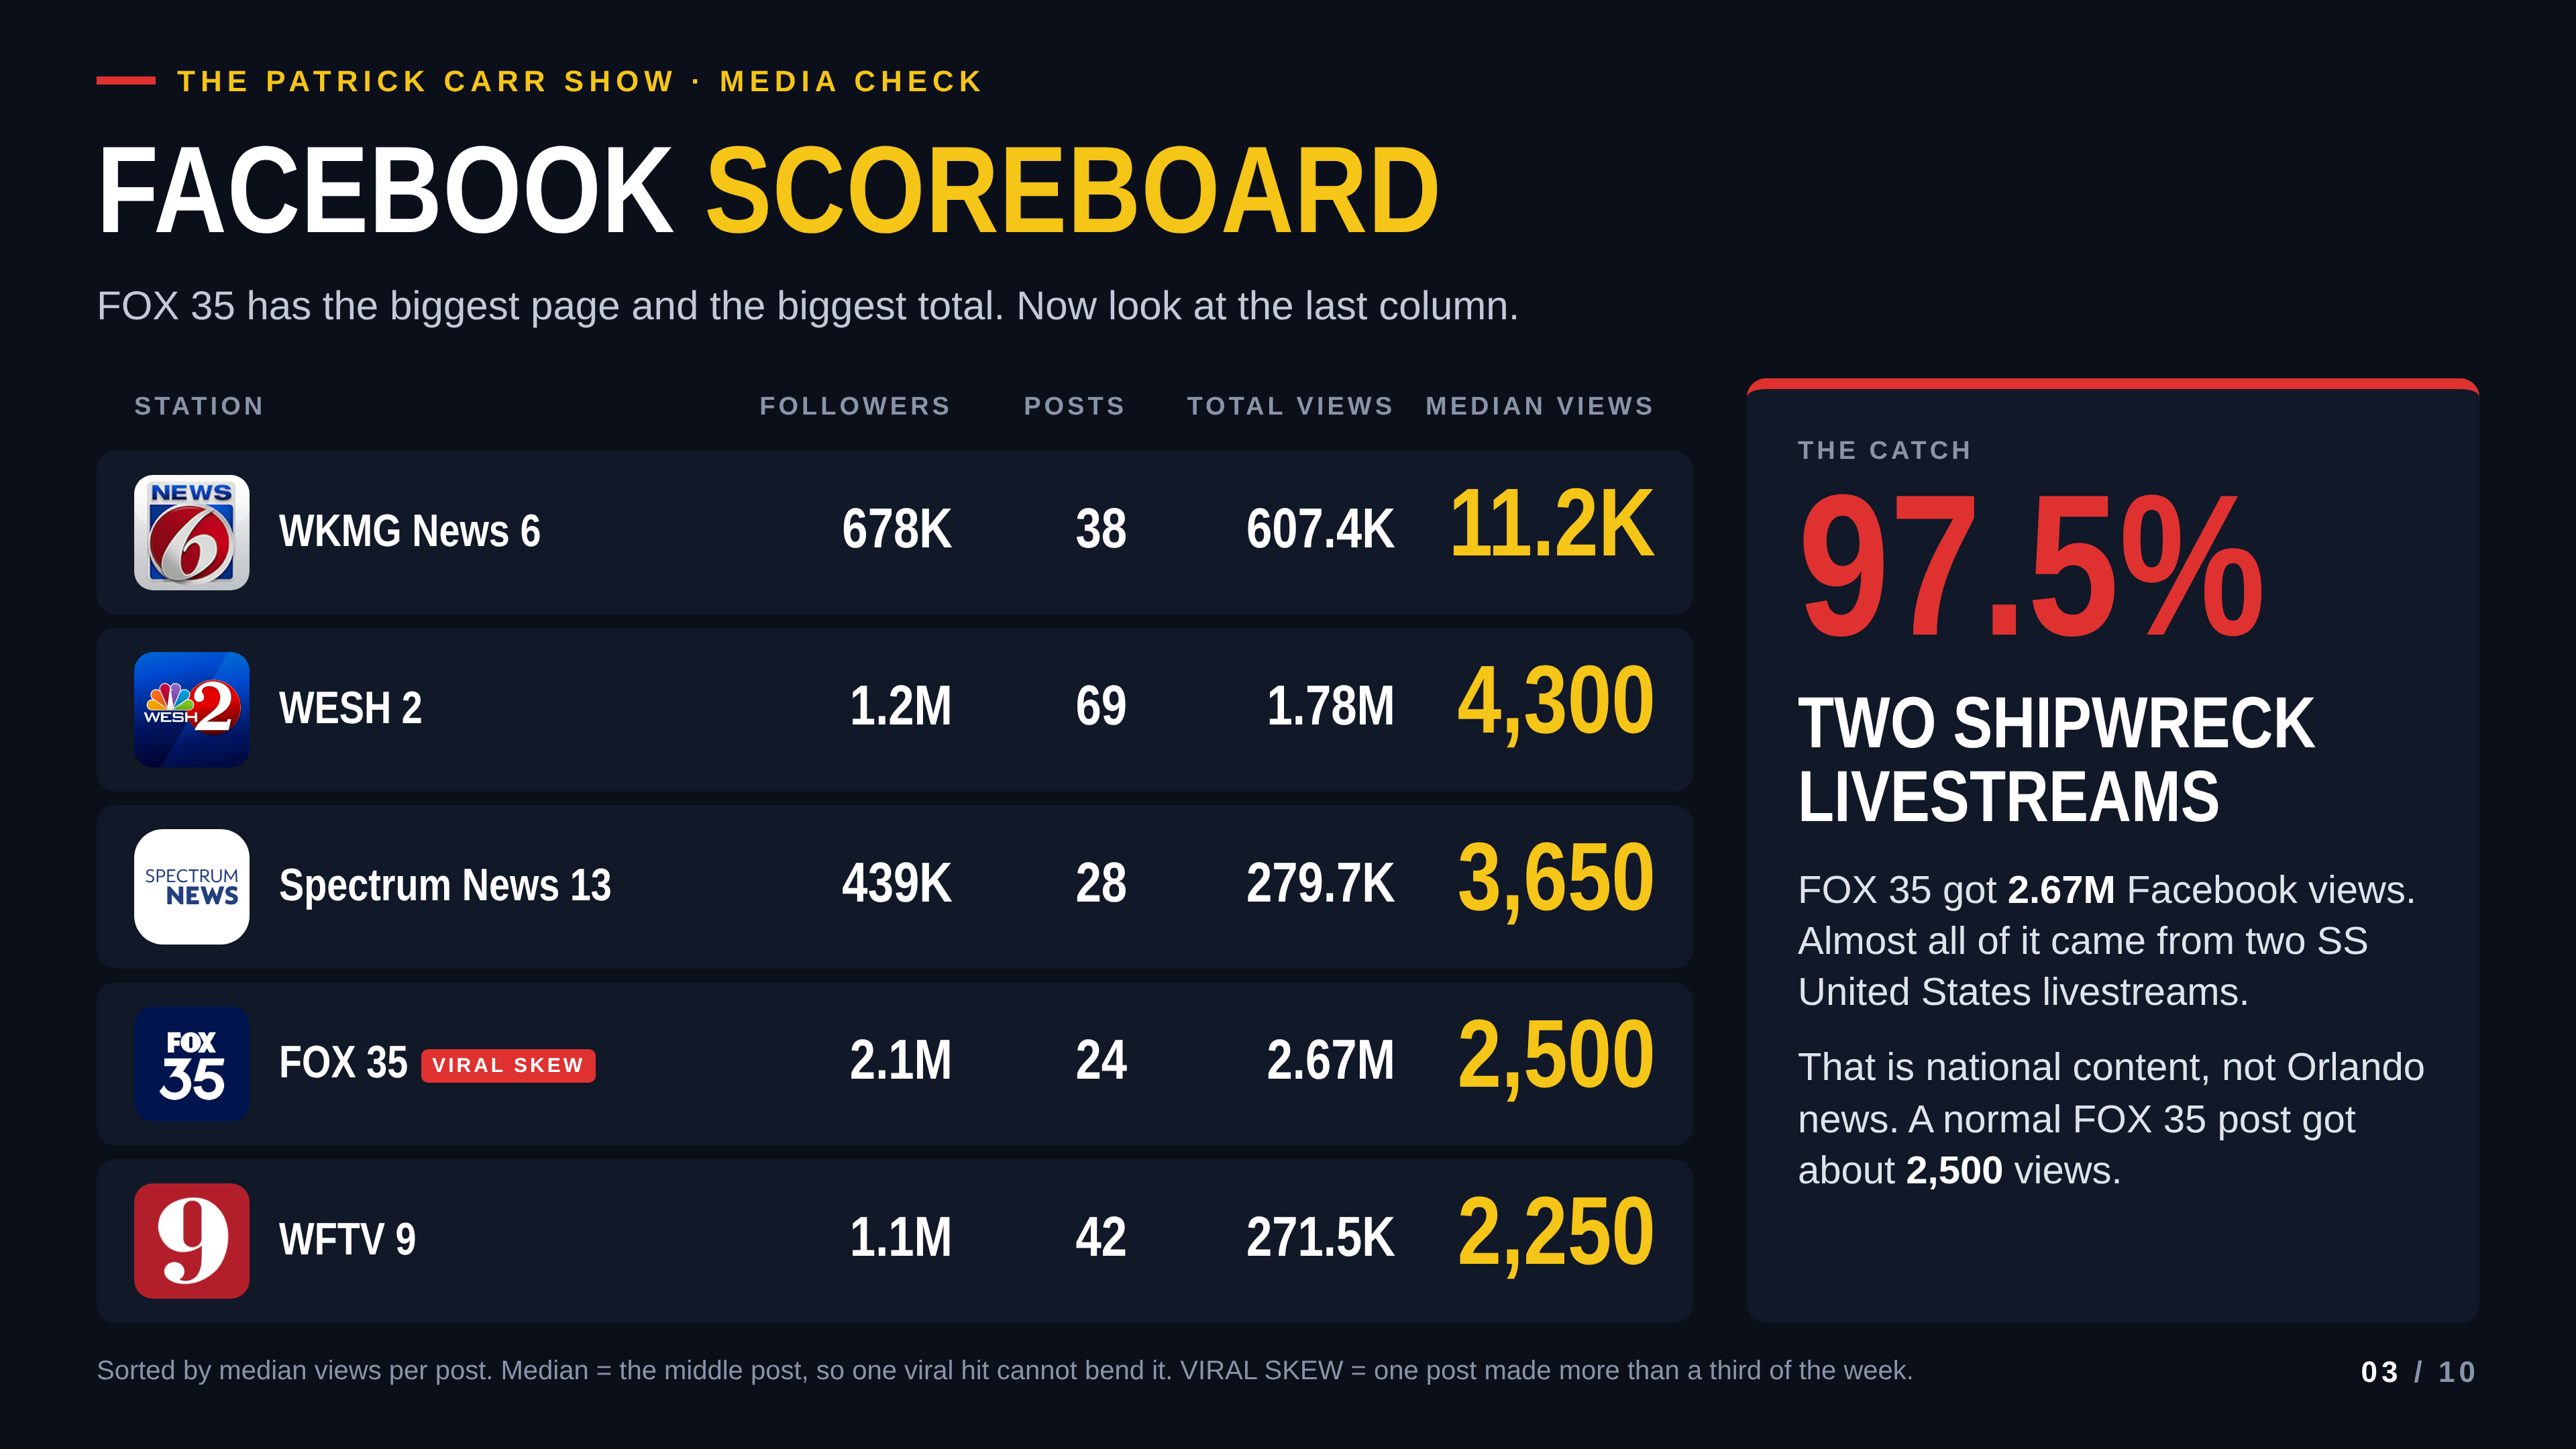 THE PATRICK CARR SHOW · MEDIA CHECK
FACEBOOK SCOREBOARD
FOX 35 has the biggest page and the biggest total. Now look at the last column.
STATION FOLLOWERS POSTS TOTAL VIEWS MEDIAN VIEWS
NEWS 6 WKMG News 6 678K 38 607.4K 11.2K
WESH 2 WESH 2 1.2M 69 1.78M 4,300
SPECTRUM NEWS Spectrum News 13 439K 28 279.7K 3,650
FOX 35 FOX 35 VIRAL SKEW 2.1M 24 2.67M 2,500
9 WFTV 9 1.1M 42 271.5K 2,250
THE CATCH
97.5%
TWO SHIPWRECK
LIVESTREAMS
FOX 35 got 2.67M Facebook views.
Almost all of it came from two SS
United States livestreams.
That is national content, not Orlando
news. A normal FOX 35 post got
about 2,500 views.
Sorted by median views per post. Median = the middle post, so one viral hit cannot bend it. VIRAL SKEW = one post made more than a third of the week.
03 / 10